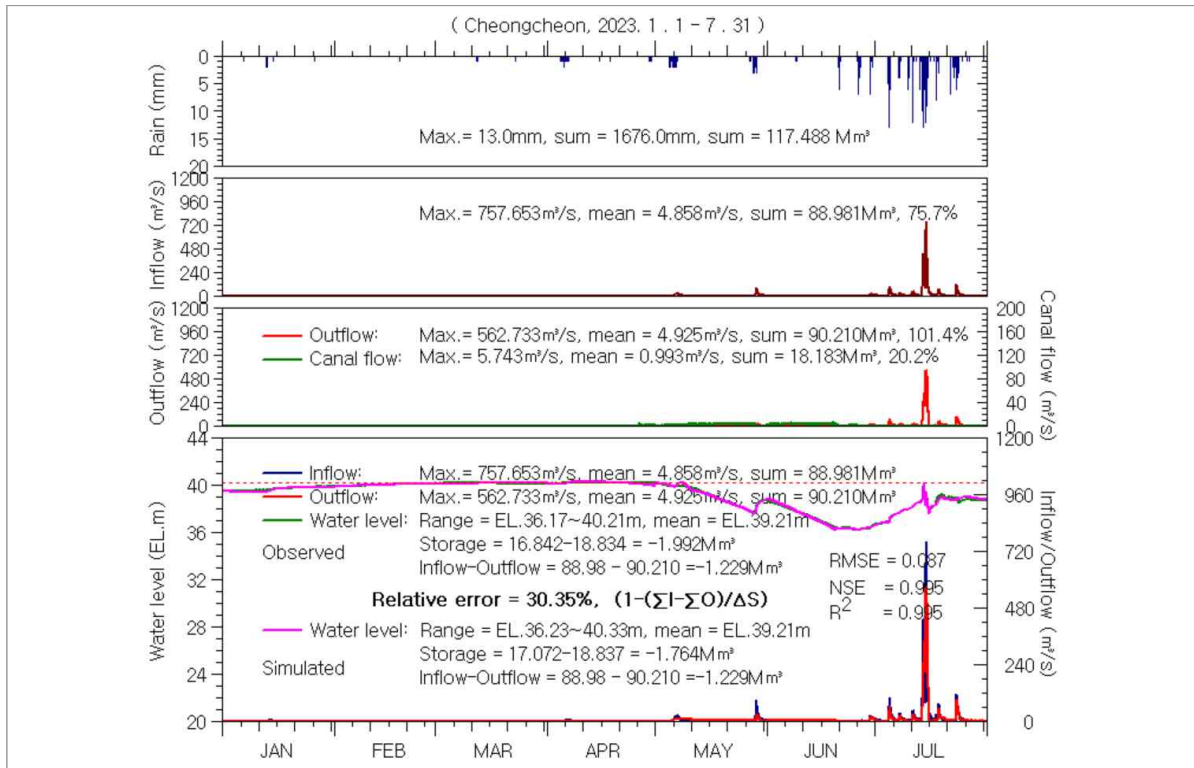 ( Cheongcheon, 2023. 1 . 1 – 7 . 31 )
0
5
10
15
20
Rain (mm)
Max.= 13.0mm, sum = 1676.0mm, sum = 117.488 Mm³
1200
960
720
480
240
0
Inflow (m³/s)
Max.= 757.653m³/s, mean = 4.858m³/s, sum = 88.981Mm³, 75.7%
1200
960
720
480
240
0
Outflow (m³/s)
200
160
120
80
40
0
Canal flow (m³/s)
Outflow: Max.= 562.733m³/s, mean = 4.925m³/s, sum = 90.210Mm³, 101.4%
Canal flow: Max.= 5.743m³/s, mean = 0.993m³/s, sum = 18.183Mm³, 20.2%
44
40
36
32
28
24
20
Water level (EL.m)
1200
960
720
480
240
0
Inflow/Outflow (m³/s)
Inflow: Max.= 757.653m³/s, mean = 4.858m³/s, sum = 88.981Mm³
Outflow: Max.= 562.733m³/s, mean = 4.925m³/s, sum = 90.210Mm³
Water level: Range = EL.36.17~40.21m, mean = EL.39.21m
Observed
Storage = 16.842–18.834 = –1.992Mm³
Inflow–Outflow = 88.98 – 90.210 =–1.229Mm³
RMSE = 0.087
NSE = 0.995
R² = 0.995
Relative error = 30.35%, (1–(∑I–∑O)/ΔS)
Water level: Range = EL.36.23~40.33m, mean = EL.39.21m
Simulated
Storage = 17.072–18.837 = –1.764Mm³
Inflow–Outflow = 88.98 – 90.210 =–1.229Mm³
JAN FEB MAR APR MAY JUN JUL